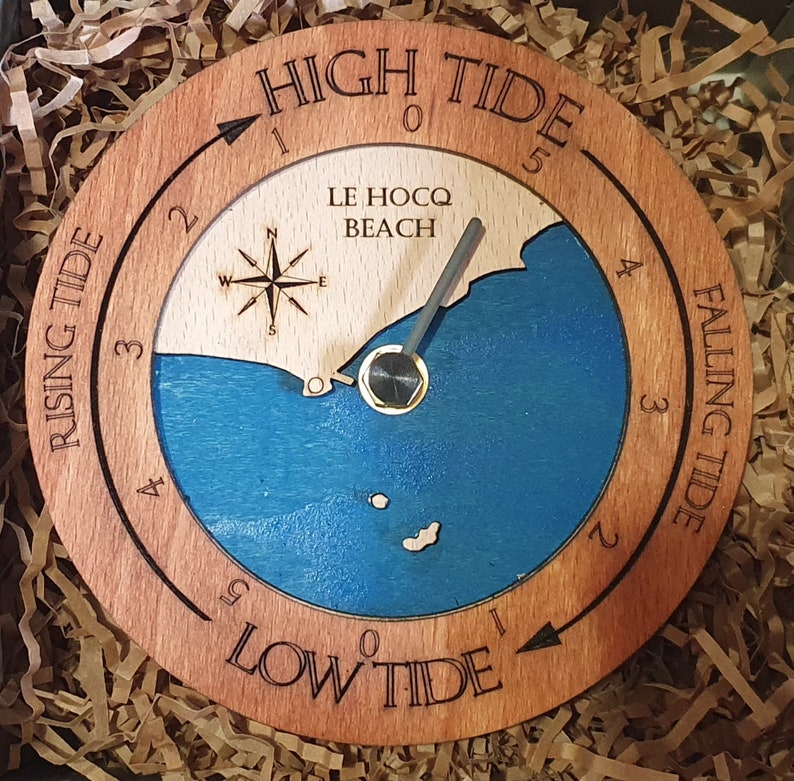 HIGH TIDE
0
5
4
3
2
1
FALLING TIDE
LOW TIDE
0
5
4
3
2
1
RISING TIDE
LE HOCQ
BEACH
N
W E
S